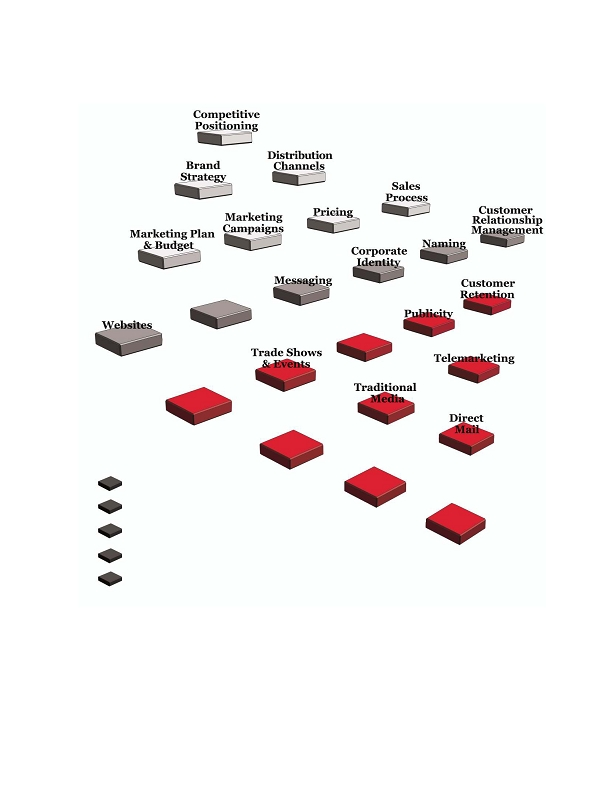 Competitive
Positioning
Distribution
Channels
Brand
Strategy
Sales
Process
Pricing
Marketing
Campaigns
Customer
Relationship
Management
Marketing Plan
& Budget
Naming
Corporate
Identity
Messaging
Customer
Retention
Publicity
Websites
Trade Shows
& Events
Telemarketing
Traditional
Media
Direct
Mail